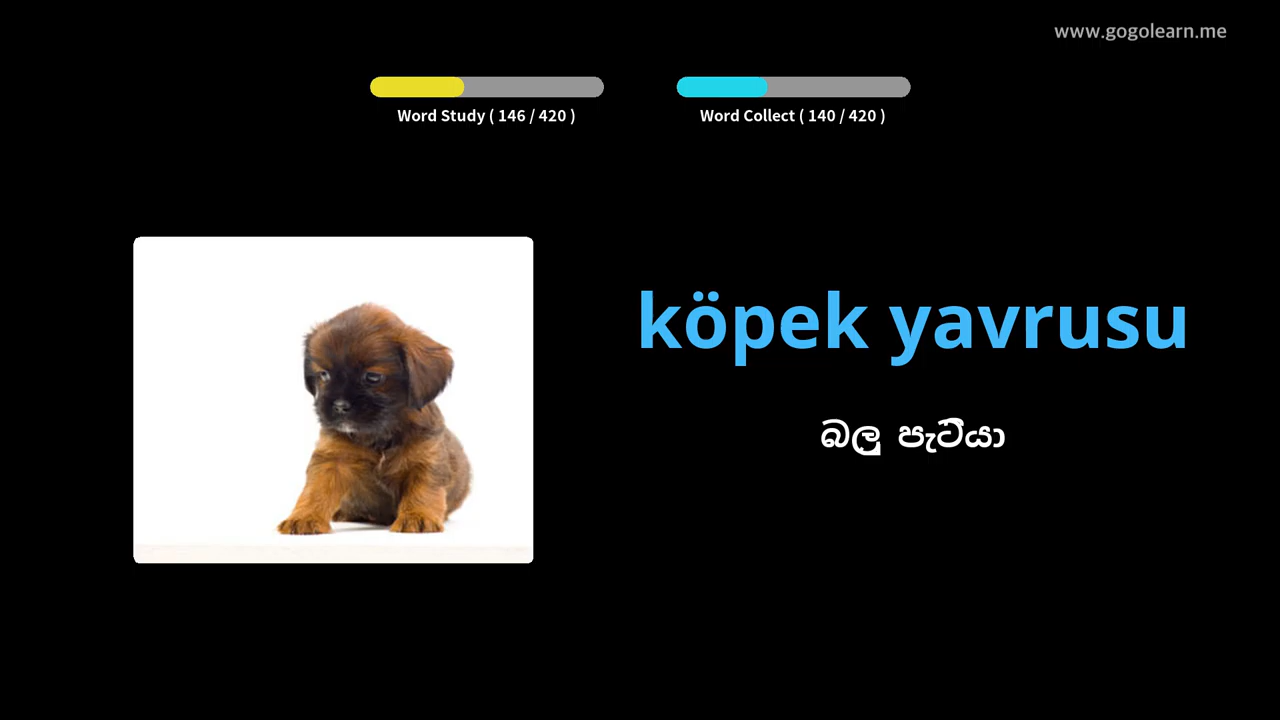 www.gogolearn.me
Word Study ( 146 / 420 )
Word Collect ( 140 / 420 )
köpek yavrusu
බලු පැටියා